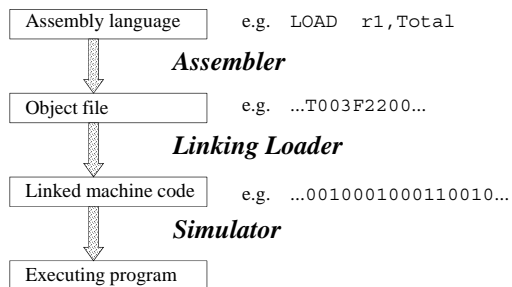 Assembly language e.g. LOAD r1,Total
Assembler
Object file e.g. ...T003F2200...
Linking Loader
Linked machine code e.g. ...0010001000110010...
Simulator
Executing program